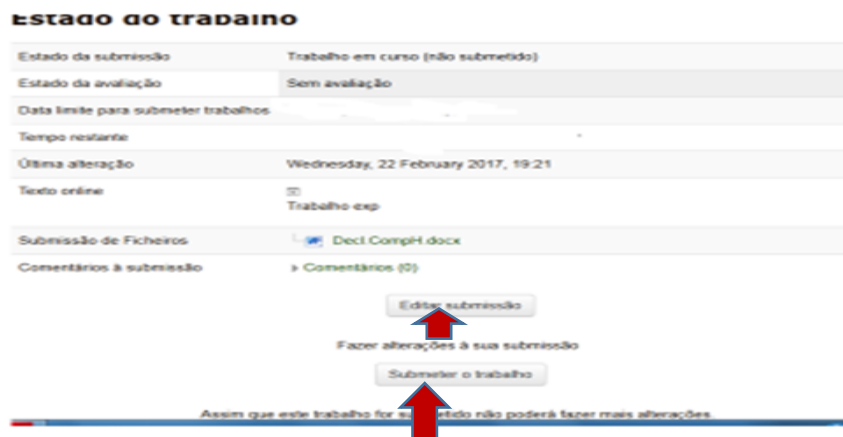 Estado do trabalho
Estado da submissão Trabalho em curso (não submetido)
Estado da avaliação Sem avaliação
Data limite para submeter trabalhos
Tempo restante
Última alteração Wednesday, 22 February 2017, 19:21
Texto online
Trabalho exp
Submissão de Ficheiros Decl.CompH.docx
Comentários à submissão Comentários (0)
Editar submissão
Fazer alterações à sua submissão
Submeter o trabalho
Assim que este trabalho for submetido não poderá fazer mais alterações.